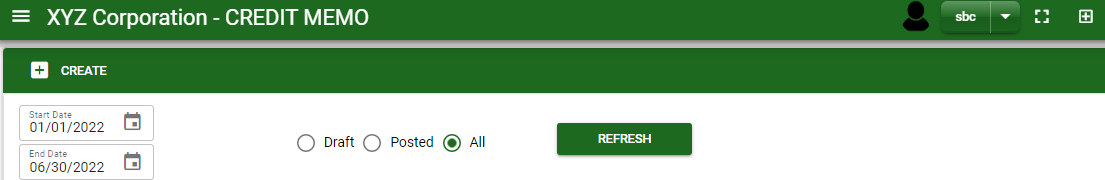 XYZ Corporation - CREDIT MEMO
sbc
CREATE
Start Date
01/01/2022
End Date
06/30/2022
Draft
Posted
All
REFRESH